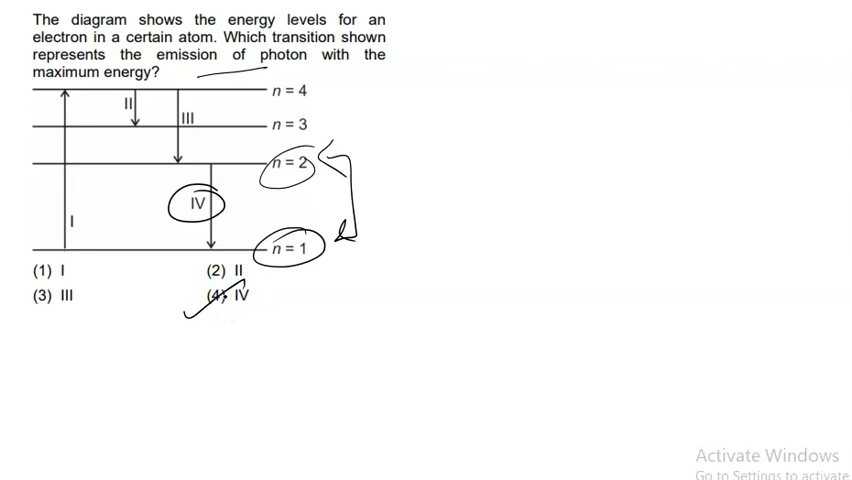 The diagram shows the energy levels for an
electron in a certain atom. Which transition shown
represents the emission of photon with the
maximum energy?
n = 4
II
III
n = 3
n = 2
IV
I
n = 1
(1) I
(2) II
(3) III
(4) IV
Activate Windows
Go to Settings to activate